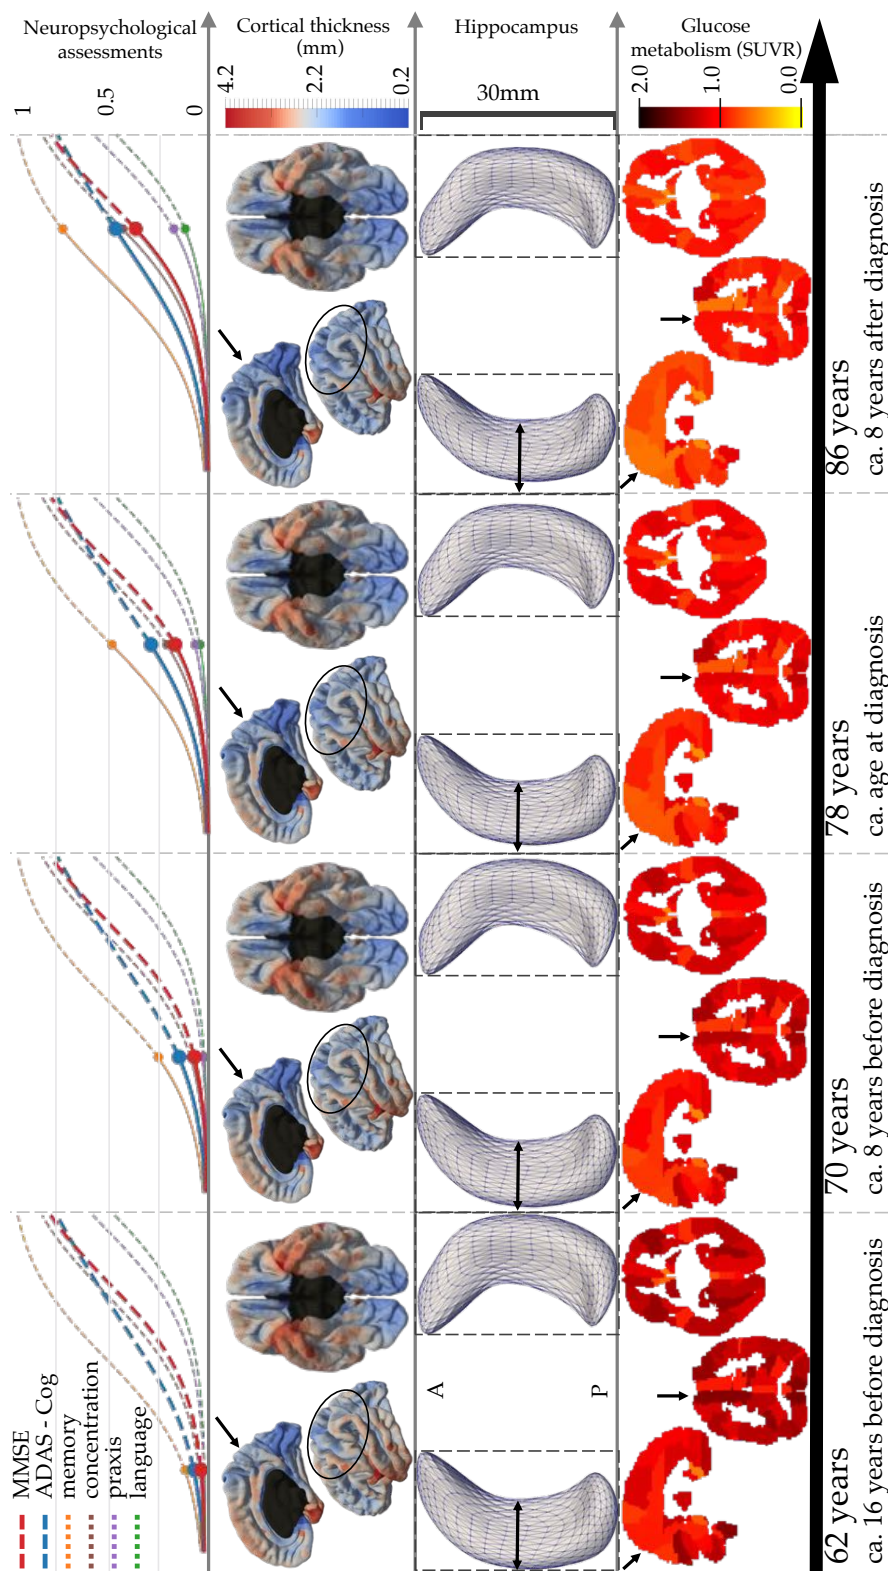 Neuropsychological
assessments
1
0.5
0
MMSE
ADAS - Cog
memory
concentration
praxis
language
Cortical thickness
(mm)
4.2
2.2
0.2
Hippocampus
30mm
A
P
Glucose
metabolism (SUVR)
2.0
1.0
0.0
62 years
ca. 16 years before diagnosis
70 years
ca. 8 years before diagnosis
78 years
ca. age at diagnosis
86 years
ca. 8 years after diagnosis